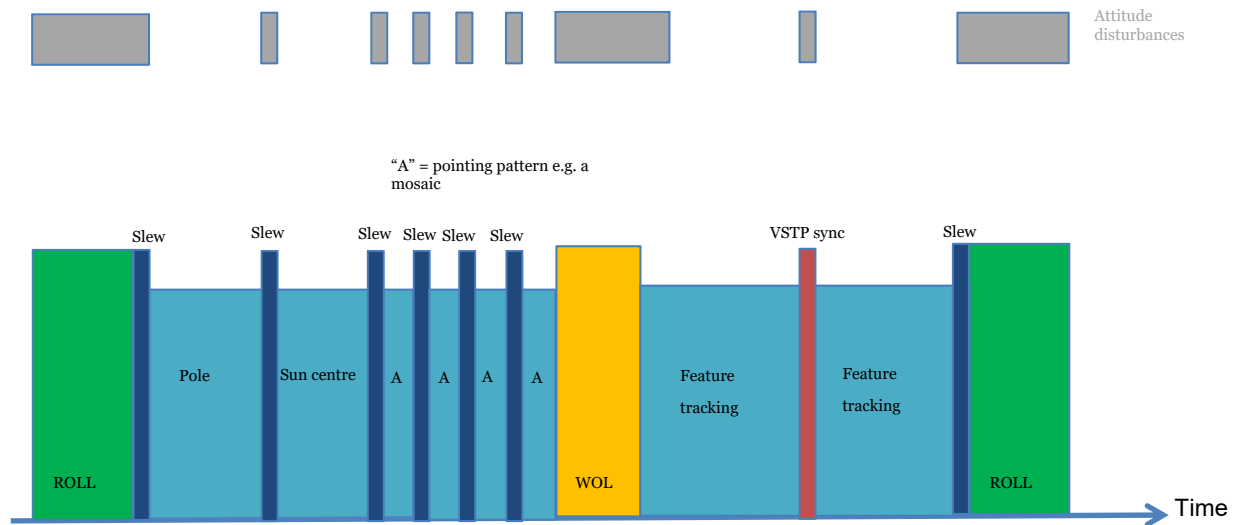 Attitude
disturbances
“A” = pointing pattern e.g. a
mosaic
Slew
Slew
Slew
Slew
Slew
Slew
VSTP sync
Slew
Pole
Sun centre
A
A
A
A
Feature
tracking
Feature
tracking
ROLL
WOL
ROLL
Time